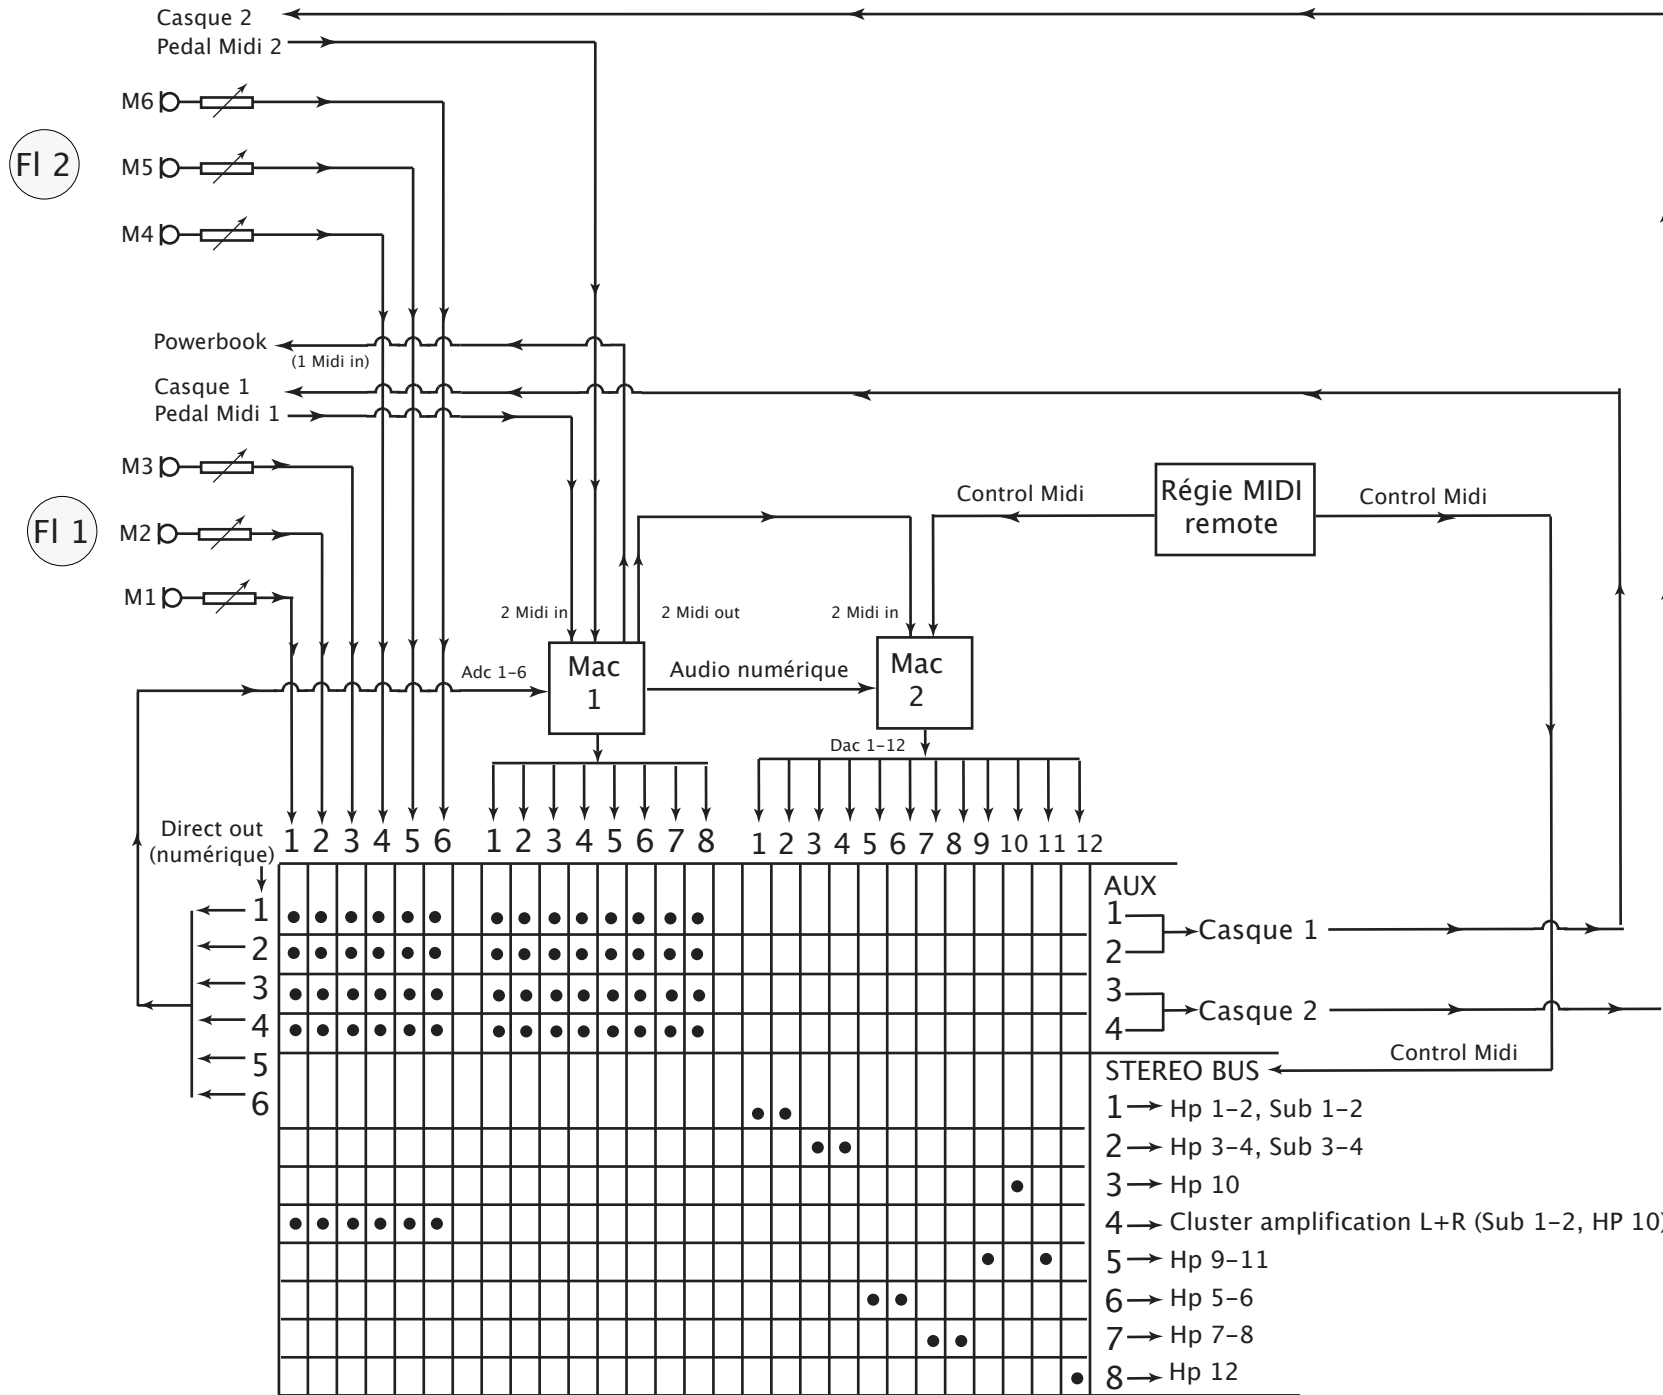 Casque 2
Pedal Midi 2
M6
Fl 2
M5
M4
Powerbook
(1 Midi in)
Casque 1
Pedal Midi 1
M3
Fl 1
M2
M1
Control Midi
Régie MIDI
remote
Control Midi
2 Midi in
2 Midi out
2 Midi in
Adc 1-6
Mac
1
Audio numérique
Mac
2
Dac 1-12
Direct out
(numérique)
1 2 3 4 5 6
1 2 3 4 5 6 7 8
1 2 3 4 5 6 7 8 9 10 11 12
1
2
3
4
5
6
AUX
1
2
Casque 1
3
4
Casque 2
Control Midi
STEREO BUS
1 Hp 1-2, Sub 1-2
2 Hp 3-4, Sub 3-4
3 Hp 10
4 Cluster amplification L+R (Sub 1-2, HP 10)
5 Hp 9-11
6 Hp 5-6
7 Hp 7-8
8 Hp 12